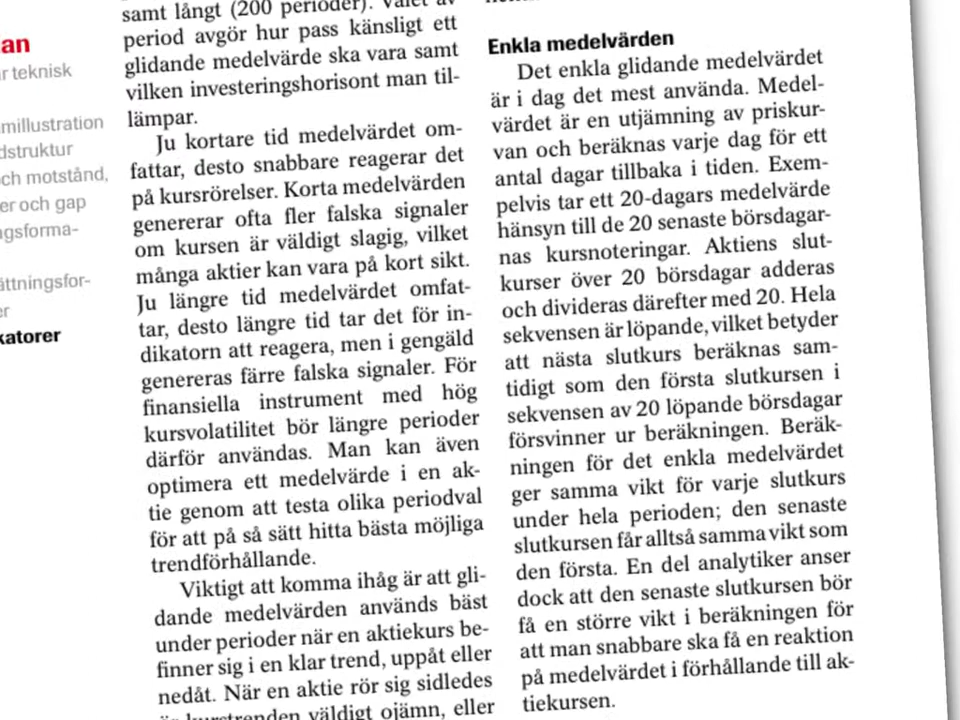 an
r teknisk
millustration
dstruktur
ch motstånd,
er och gap
gsforma-
ättningsfor-
er
katorer
samt långt (200 perioder). Valet av
period avgör hur pass känsligt ett
glidande medelvärde ska vara samt
vilken investeringshorisont man til-
lämpar.
Ju kortare tid medelvärdet om-
fattar, desto snabbare reagerar det
på kursrörelser. Korta medelvärden
genererar ofta fler falska signaler
om kursen är väldigt slagig, vilket
många aktier kan vara på kort sikt.
Ju längre tid medelvärdet omfat-
tar, desto längre tid tar det för in-
dikatorn att reagera, men i gengäld
genereras färre falska signaler. För
finansiella instrument med hög
kursvolatilitet bör längre perioder
därför användas. Man kan även
optimera ett medelvärde i en ak-
tie genom att testa olika periodval
för att på så sätt hitta bästa möjliga
trendförhållande.
Viktigt att komma ihåg är att gli-
dande medelvärden används bäst
under perioder när en aktiekurs be-
finner sig i en klar trend, uppåt eller
nedåt. När en aktie rör sig sidledes
är kurstrenden väldigt ojämn, eller
Enkla medelvärden
Det enkla glidande medelvärdet
är i dag det mest använda. Medel-
värdet är en utjämning av priskur-
van och beräknas varje dag för ett
antal dagar tillbaka i tiden. Exem-
pelvis tar ett 20-dagars medelvärde
hänsyn till de 20 senaste börsdagar-
nas kursnoteringar. Aktiens slut-
kurser över 20 börsdagar adderas
och divideras därefter med 20. Hela
sekvensen är löpande, vilket betyder
att nästa slutkurs beräknas sam-
tidigt som den första slutkursen i
sekvensen av 20 löpande börsdagar
försvinner ur beräkningen. Beräk-
ningen för det enkla medelvärdet
ger samma vikt för varje slutkurs
under hela perioden; den senaste
slutkursen får alltså samma vikt som
den första. En del analytiker anser
dock att den senaste slutkursen bör
få en större vikt i beräkningen för
att man snabbare ska få en reaktion
på medelvärdet i förhållande till ak-
tiekursen.